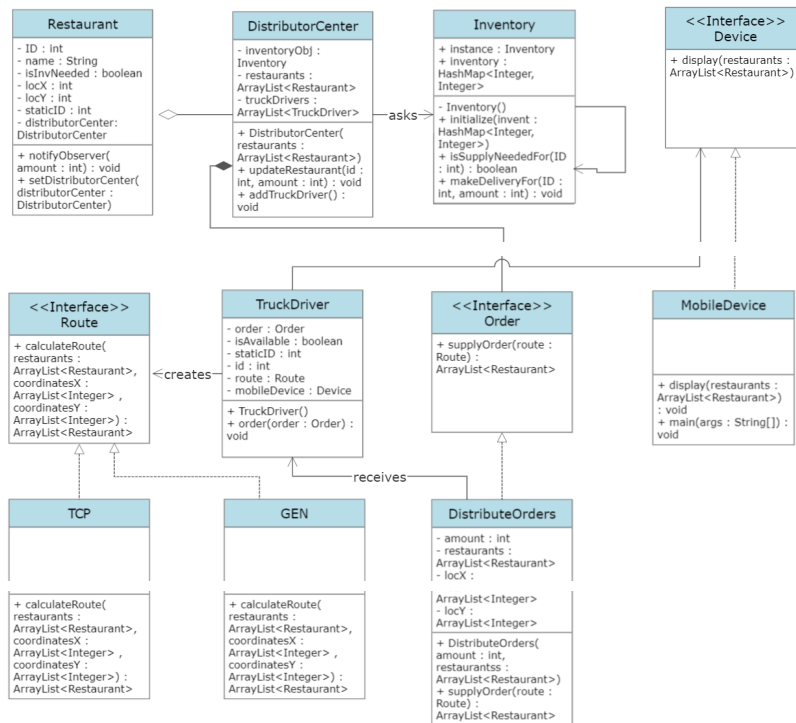 Restaurant
- ID : int
- name : String
- isInvNeeded : boolean
- locX : int
- locY : int
- staticID : int
- distributorCenter:
DistributorCenter
+ notifyObserver(
amount : int) : void
+ setDistributorCenter(
distributorCenter :
DistributorCenter)
DistributorCenter
- inventoryObj :
Inventory
- restaurants :
ArrayList<Restaurant>
- truckDrivers :
ArrayList<TruckDriver>
+ DistributorCenter(
restaurants :
ArrayList<Restaurant>)
+ updateRestaurant(id :
int, amount : int) : void
+ addTruckDriver() :
void
asks
Inventory
+ instance : Inventory
+ inventory :
HashMap<Integer,
Integer>
- Inventory()
+ initialize(invent :
HashMap<Integer,
Integer>)
+ isSupplyNeededFor(ID
: int) : boolean
+ makeDeliveryFor(ID :
int, amount : int) : void
<<Interface>>
Device
+ display(restaurants :
ArrayList<Restaurant>)
<<Interface>>
Route
+ calculateRoute(
restaurants :
ArrayList<Restaurant>,
coordinatesX :
ArrayList<Integer> ,
coordinatesY :
ArrayList<Integer>) :
ArrayList<Restaurant>
creates
TruckDriver
- order : Order
- isAvailable : boolean
- staticID : int
- id : int
- route : Route
- mobileDevice : Device
+ TruckDriver()
+ order(order : Order) :
void
<<Interface>>
Order
+ supplyOrder(route :
Route) :
ArrayList<Restaurant>
MobileDevice
+ display(restaurants :
ArrayList<Restaurant>)
: void
+ main(args : String[]) :
void
receives
TCP
+ calculateRoute(
restaurants :
ArrayList<Restaurant>,
coordinatesX :
ArrayList<Integer> ,
coordinatesY :
ArrayList<Integer>) :
ArrayList<Restaurant>
GEN
+ calculateRoute(
restaurants :
ArrayList<Restaurant>,
coordinatesX :
ArrayList<Integer> ,
coordinatesY :
ArrayList<Integer>) :
ArrayList<Restaurant>
DistributeOrders
- amount : int
- restaurants :
ArrayList<Restaurant>
- locX :
ArrayList<Integer>
- locY :
ArrayList<Integer>
+ DistributeOrders(
amount : int,
restaurantss :
ArrayList<Restaurant>)
+ supplyOrder(route :
Route) :
ArrayList<Restaurant>